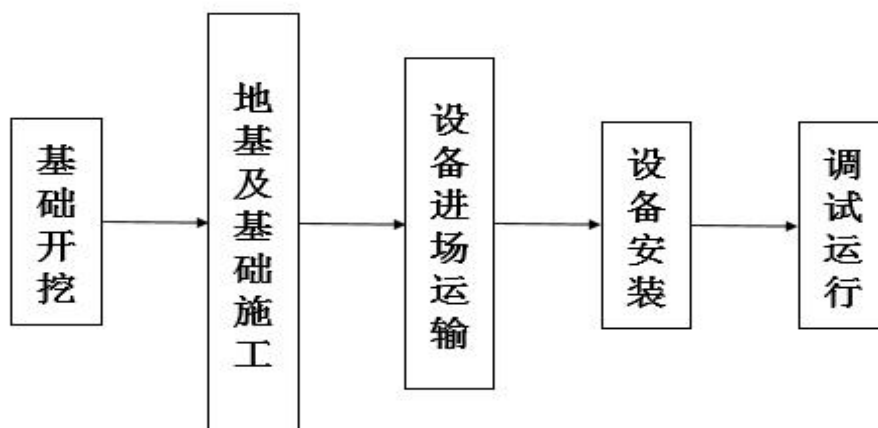 基础开挖
地基及基础施工
设备进场运输
设备安装
调试运行